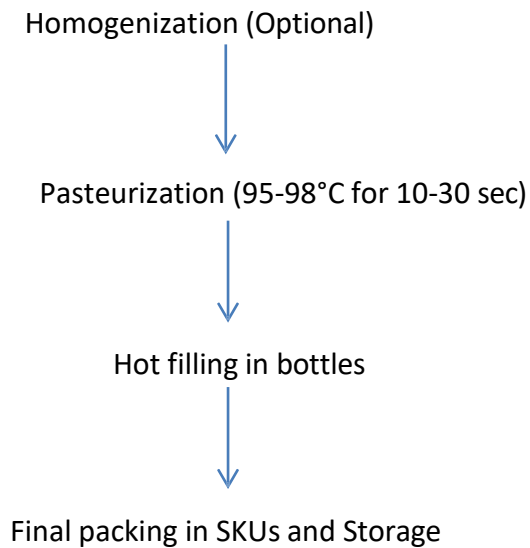 Homogenization (Optional)
Pasteurization (95-98°C for 10-30 sec)
Hot filling in bottles
Final packing in SKUs and Storage